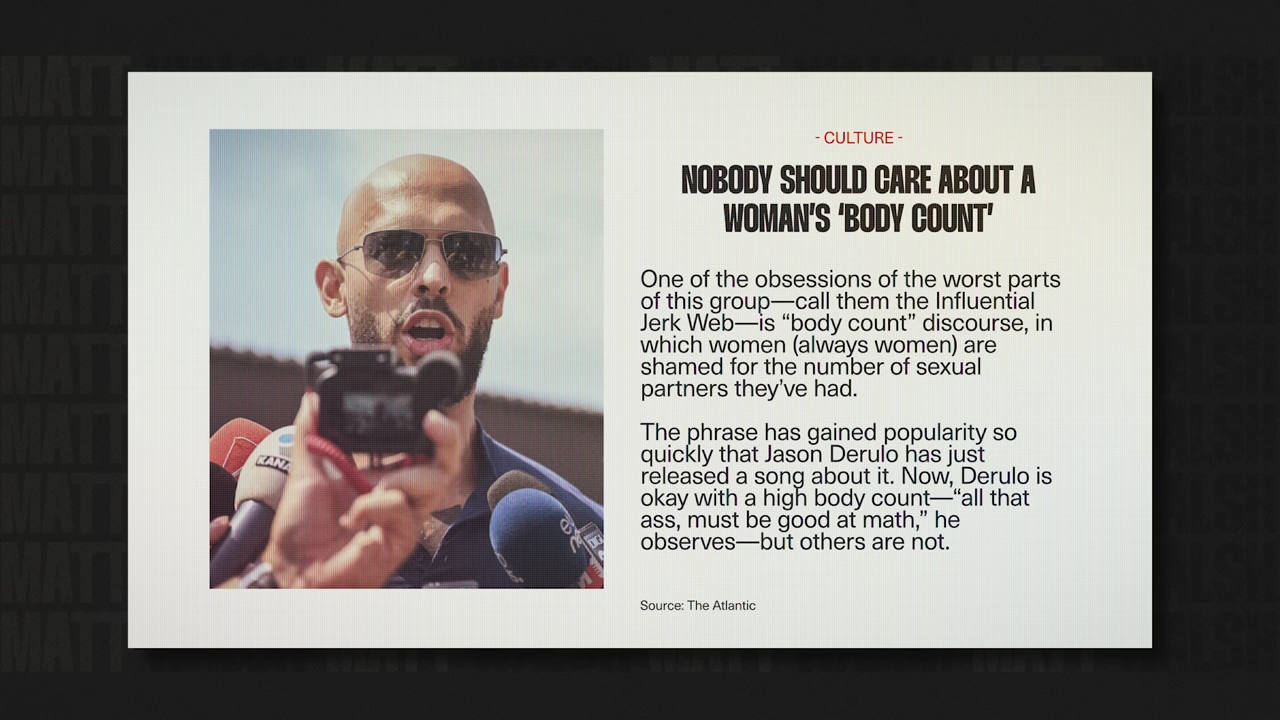 - CULTURE -
NOBODY SHOULD CARE ABOUT A
WOMAN'S ‘BODY COUNT’
One of the obsessions of the worst parts
of this group—call them the Influential
Jerk Web—is “body count” discourse, in
which women (always women) are
shamed for the number of sexual
partners they’ve had.
The phrase has gained popularity so
quickly that Jason Derulo has just
released a song about it. Now, Derulo is
okay with a high body count—“all that
ass, must be good at math,” he
observes—but others are not.
Source: The Atlantic
MATT
WALSH
KANA